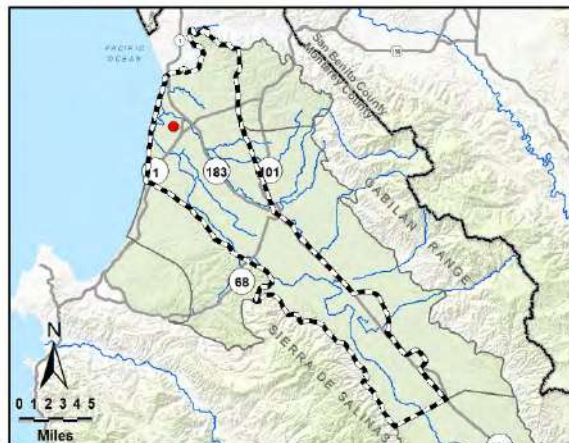 1
PACIFIC
OCEAN
San Benito County
Monterey County
1
183
101
GABILAN RANGE
68
SIERRA DE SALINAS
N
0 1 2 3 4 5
Miles